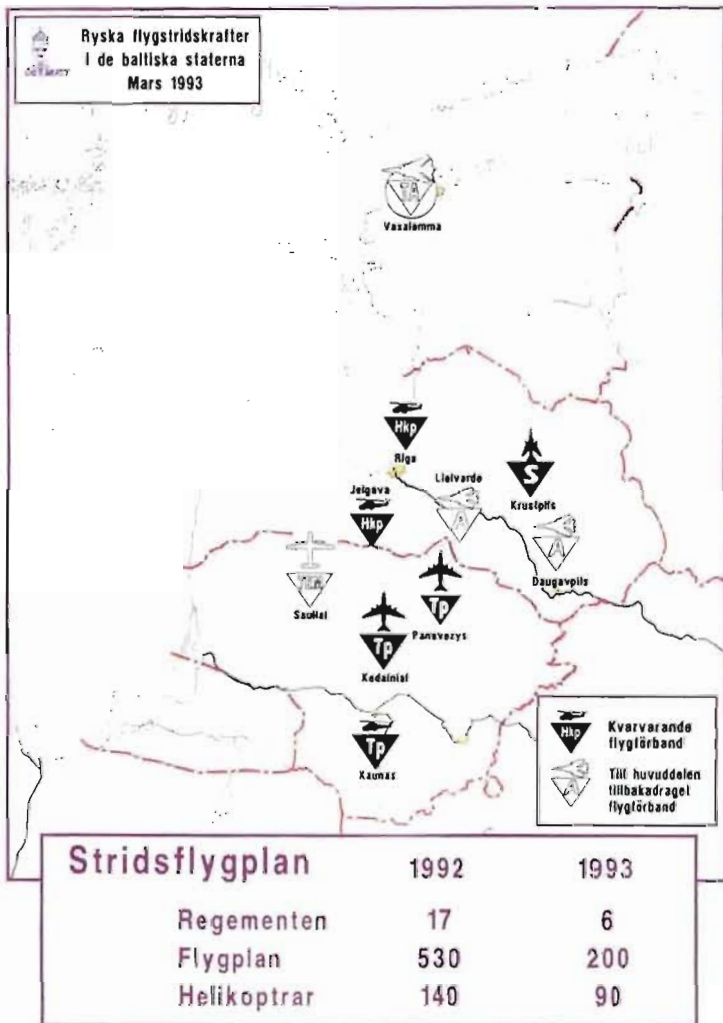 Ryska flygstridskrafter
I de baltiska staterna
Mars 1993
TA
Vasalemma
Hkp
Riga
S
Krustpils
Lielvarde
A
Jelgava
Hkp
A
Daugavpils
Tp
Panevezys
Tp
Kedainiai
Tp
Kaunas
Hkp
Kvarvarande
flygförband
A
Till huvuddelen
tillbakadraget
flygförband
Stridsflygplan 1992 1993
Regementen 17 6
Flygplan 530 200
Helikoptrar 140 90